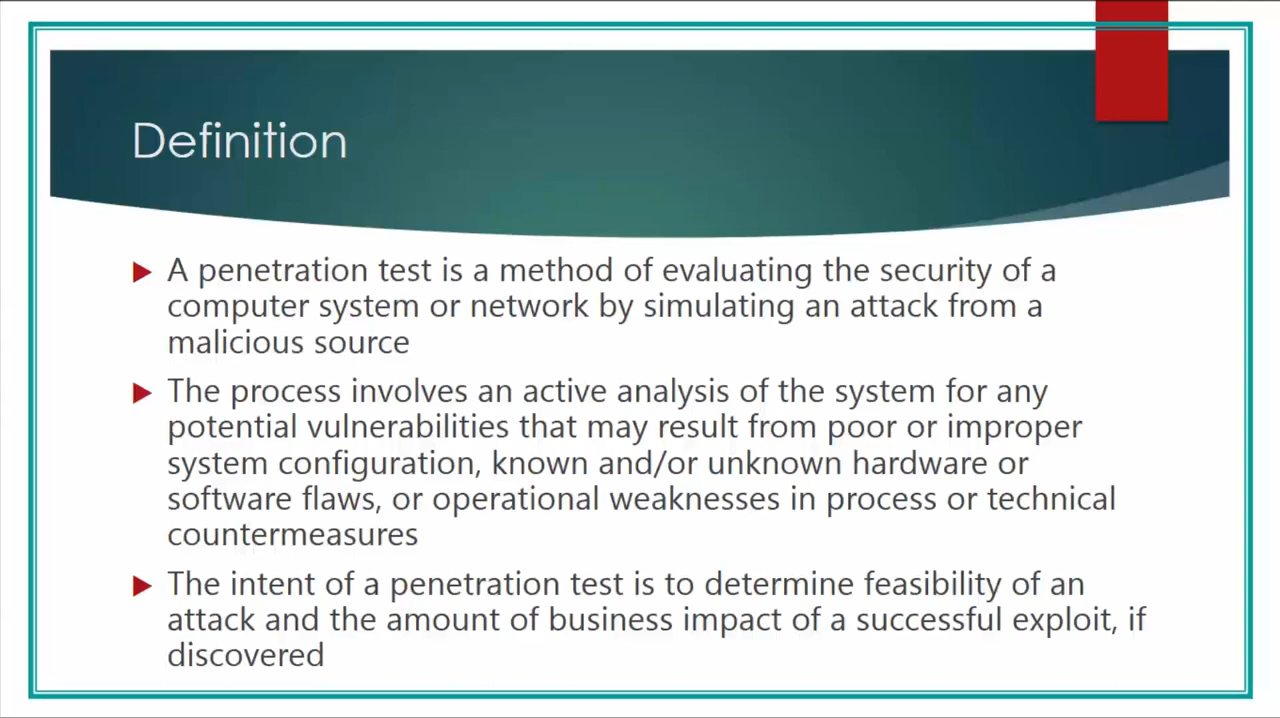 Definition
A penetration test is a method of evaluating the security of a
computer system or network by simulating an attack from a
malicious source
The process involves an active analysis of the system for any
potential vulnerabilities that may result from poor or improper
system configuration, known and/or unknown hardware or
software flaws, or operational weaknesses in process or technical
countermeasures
The intent of a penetration test is to determine feasibility of an
attack and the amount of business impact of a successful exploit, if
discovered